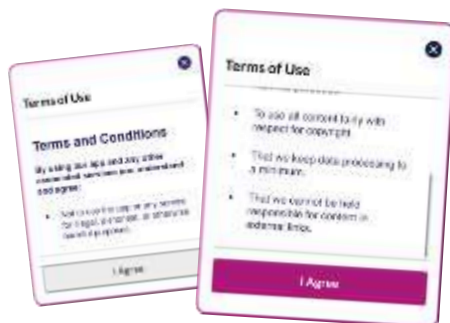 Terms of Use
Terms and Conditions
By using our app and any other
associated services you understand
and agree:
I Agree
Terms of Use
To use all content fairly with
respect for copyright.
That we keep data processing to
a minimum.
That we cannot be held
responsible for content in
external links.
I Agree